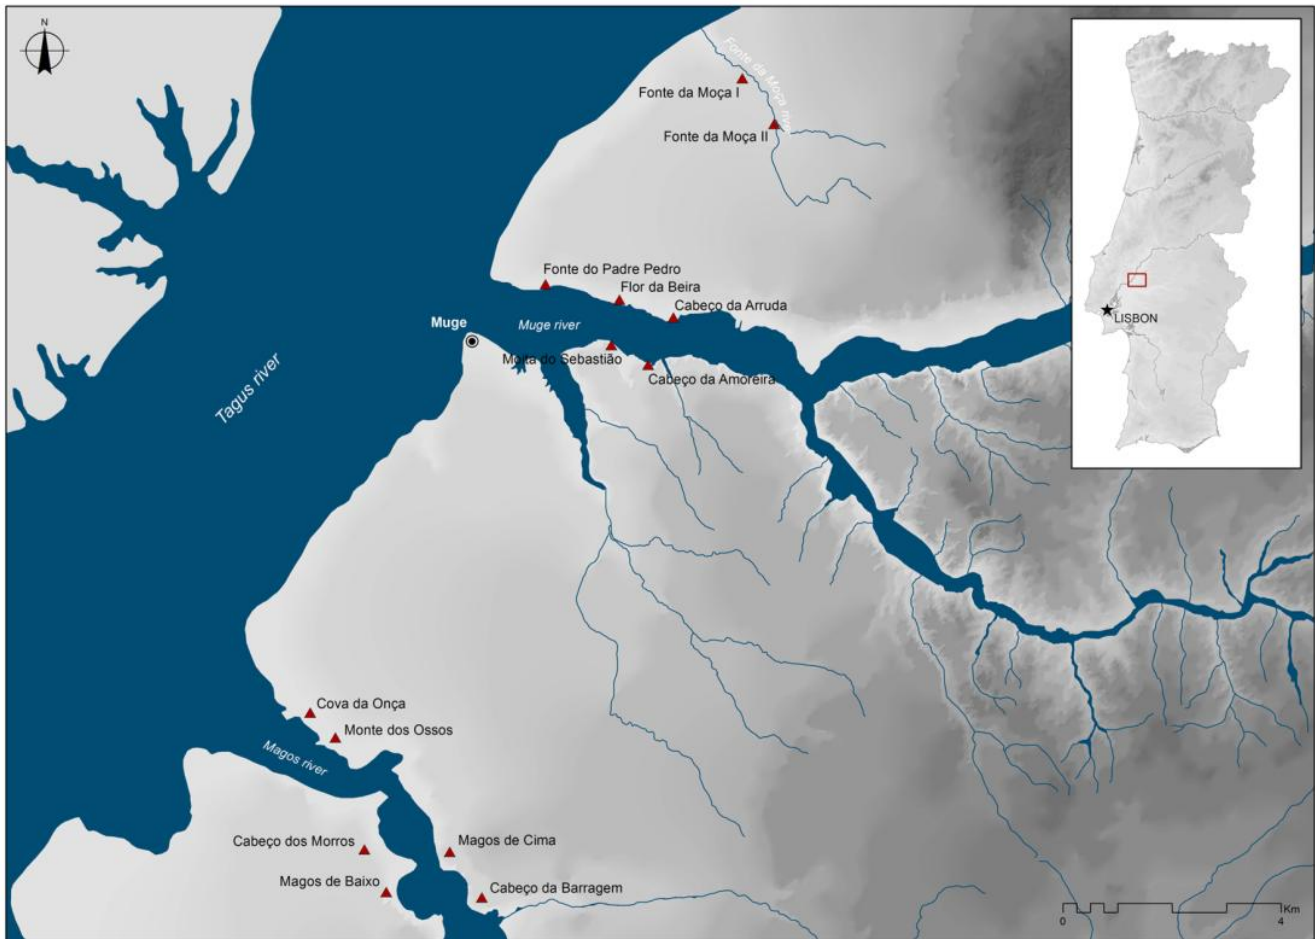 N
Fonte da Moça river
Fonte da Moça I
Fonte da Moça II
Fonte do Padre Pedro
Flor da Beira
Cabeço da Arruda
LISBON
Muge
Muge river
Moita do Sebastião
Cabeço da Amoreira
Tagus river
Cova da Onça
Monte dos Ossos
Magos river
Cabeço dos Morros
Magos de Cima
Magos de Baixo
Cabeço da Barragem
Km
0 4